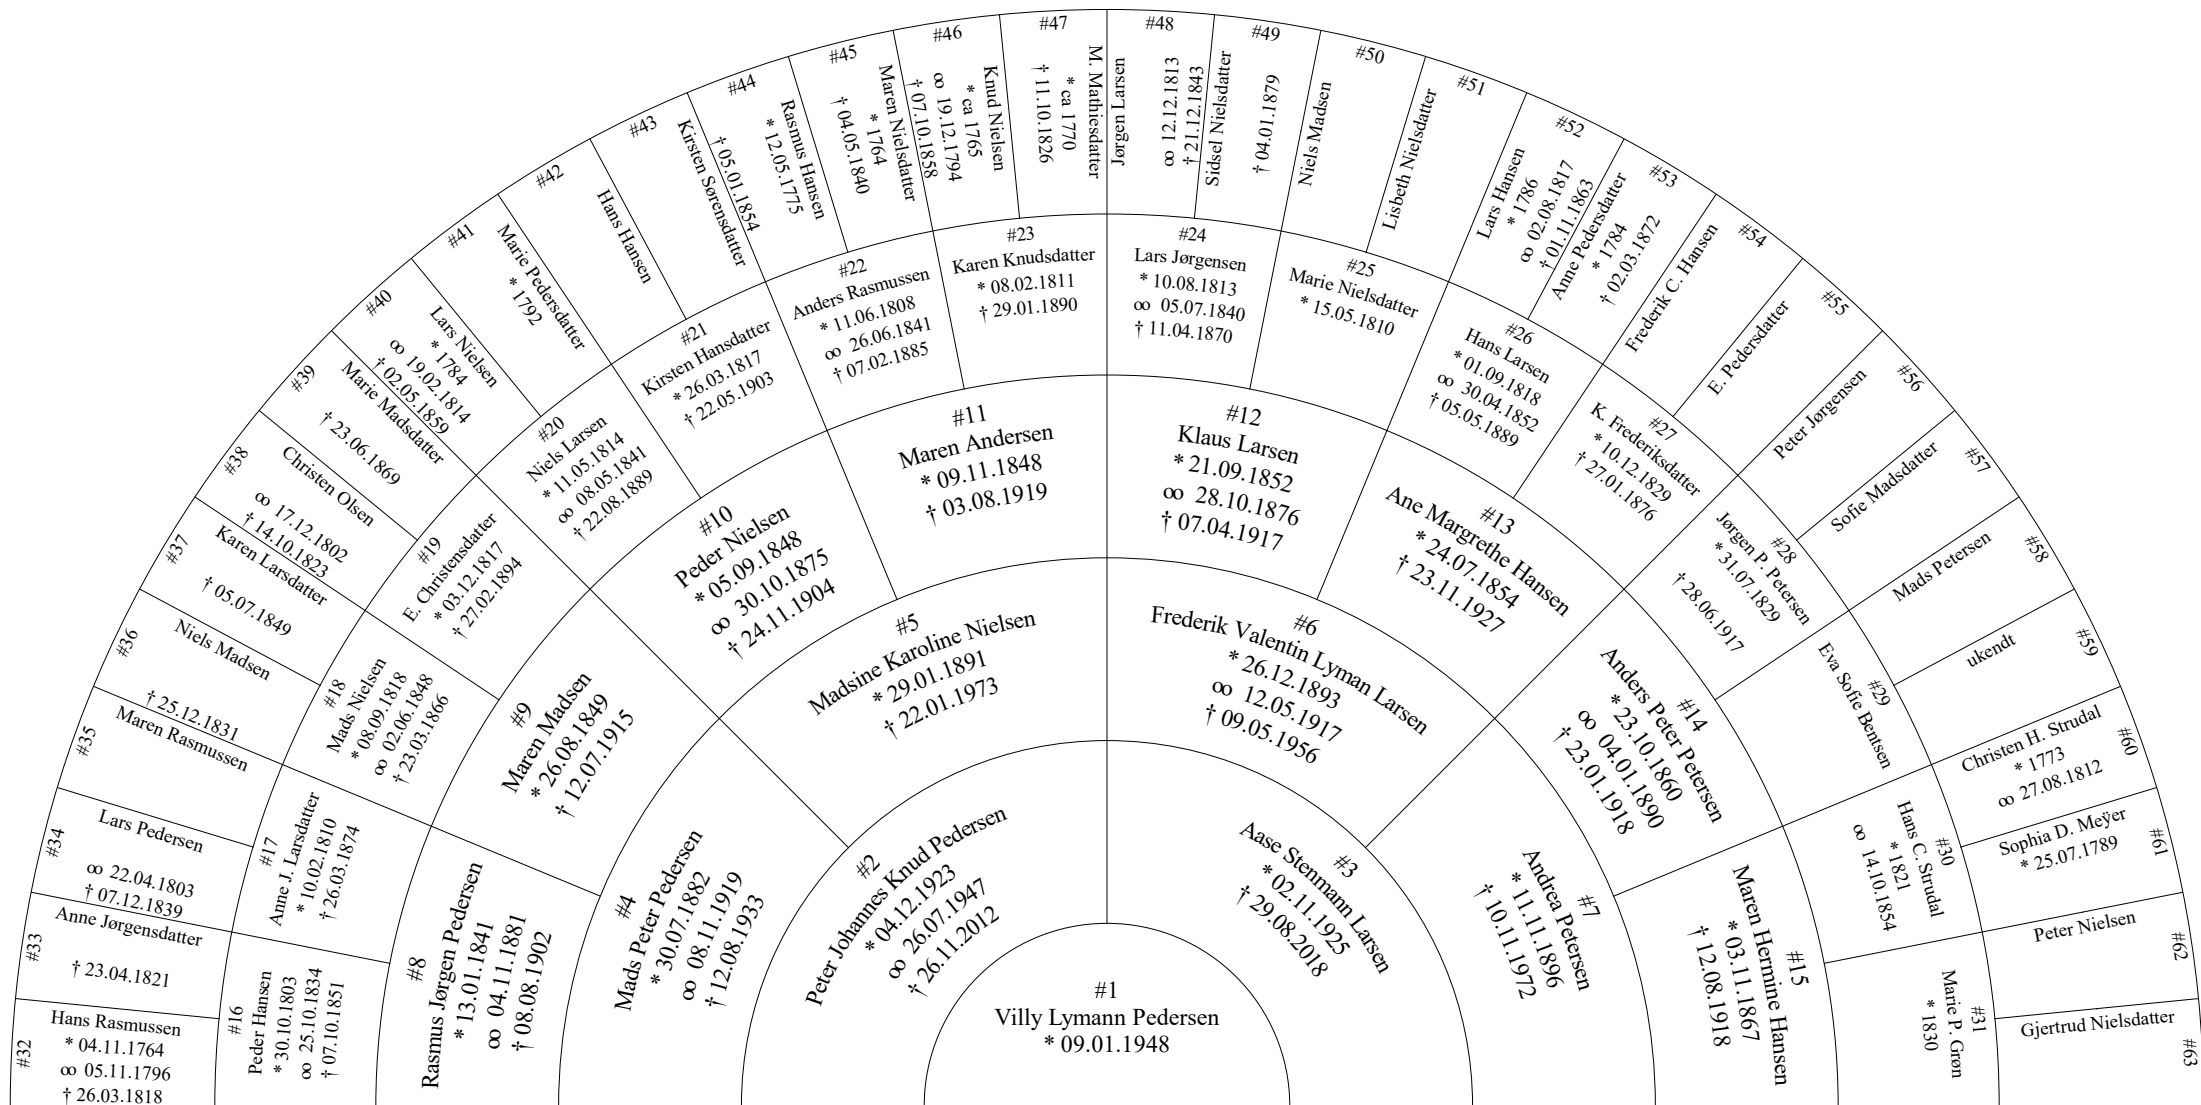 #1
Villy Lymann Pedersen
* 09.01.1948
#2
Peter Johannes Knud Pedersen
* 04.12.1923
oo 26.07.1947
† 26.11.2012
#3
Aase Stenmann Larsen
* 02.11.1925
† 29.08.2018
#4
Mads Peter Pedersen
* 30.07.1882
oo 08.11.1919
† 12.08.1933
#5
Madsine Karoline Nielsen
* 29.01.1891
† 22.01.1973
#6
Frederik Valentin Lyman Larsen
* 26.12.1893
oo 12.05.1917
† 09.05.1956
#7
Andrea Petersen
* 11.11.1896
† 10.11.1972
#8
Rasmus Jørgen Pedersen
* 13.01.1841
oo 04.11.1881
† 08.08.1902
#9
Maren Madsen
* 26.08.1849
† 12.07.1915
#10
Peder Nielsen
* 05.09.1848
oo 30.10.1875
† 24.11.1904
#11
Maren Andersen
* 09.11.1848
† 03.08.1919
#12
Klaus Larsen
* 21.09.1852
oo 28.10.1876
† 07.04.1917
#13
Ane Margrethe Hansen
* 24.07.1854
† 23.11.1927
#14
Anders Peter Petersen
* 23.10.1860
oo 04.01.1890
† 23.01.1918
#15
Maren Hermine Hansen
* 03.11.1867
† 12.08.1918
#16
Peder Hansen
* 30.10.1803
oo 25.10.1834
† 07.10.1851
#17
Anne J. Larsdatter
* 10.02.1810
† 26.03.1874
#18
Mads Nielsen
* 08.09.1818
oo 02.06.1848
† 23.03.1866
#19
E. Christensdatter
* 03.12.1817
† 27.02.1894
#20
Niels Larsen
* 11.05.1814
oo 08.05.1841
† 22.08.1889
#21
Kirsten Hansdatter
* 26.03.1817
† 22.05.1903
#22
Anders Rasmussen
* 11.06.1808
oo 26.06.1841
† 07.02.1885
#23
Karen Knudsdatter
* 08.02.1811
† 29.01.1890
#24
Lars Jørgensen
* 10.08.1813
oo 05.07.1840
† 11.04.1870
#25
Marie Nielsdatter
* 15.05.1810
#26
Hans Larsen
* 01.09.1818
oo 30.04.1852
† 05.05.1889
#27
K. Frederiksdatter
* 10.12.1829
† 27.01.1876
#28
Jørgen P. Petersen
* 31.07.1829
† 28.06.1917
#29
Eva Sofie Bentsen
#30
Hans C. Strudal
* 1821
oo 14.10.1854
#31
Marie P. Grøn
* 1830
#32
Hans Rasmussen
* 04.11.1764
oo 05.11.1796
† 26.03.1818
#33
Anne Jørgensdatter
† 23.04.1821
#34
Lars Pedersen
oo 22.04.1803
† 07.12.1839
#35
Maren Rasmussen
#36
Niels Madsen
† 25.12.1831
#37
Karen Larsdatter
† 05.07.1849
#38
Christen Olsen
oo 17.12.1802
† 14.10.1823
#39
Marie Madsdatter
† 23.06.1869
#40
Lars Nielsen
* 1784
oo 19.02.1814
† 02.05.1859
#41
Marie Pedersdatter
* 1792
#42
Hans Hansen
#43
Kirsten Sørensdatter
† 05.01.1854
#44
Rasmus Hansen
* 12.05.1775
#45
Maren Nielsdatter
* 1764
† 04.05.1840
#46
Knud Nielsen
* ca 1765
oo 19.12.1794
† 07.10.1858
#47
M. Mathiesdatter
* ca 1770
† 11.10.1826
#48
Jørgen Larsen
oo 12.12.1813
† 21.12.1843
#49
Sidsel Nielsdatter
† 04.01.1879
#50
Niels Madsen
#51
Lisbeth Nielsdatter
#52
Lars Hansen
* 1786
oo 02.08.1817
† 01.11.1863
#53
Anne Pedersdatter
* 1784
† 02.03.1872
#54
Frederik C. Hansen
#55
E. Pedersdatter
#56
Peter Jørgensen
#57
Sofie Madsdatter
#58
Mads Petersen
#59
ukendt
#60
Christen H. Strudal
* 1773
oo 27.08.1812
#61
Sophia D. Meÿer
* 25.07.1789
#62
Peter Nielsen
#63
Gjertrud Nielsdatter